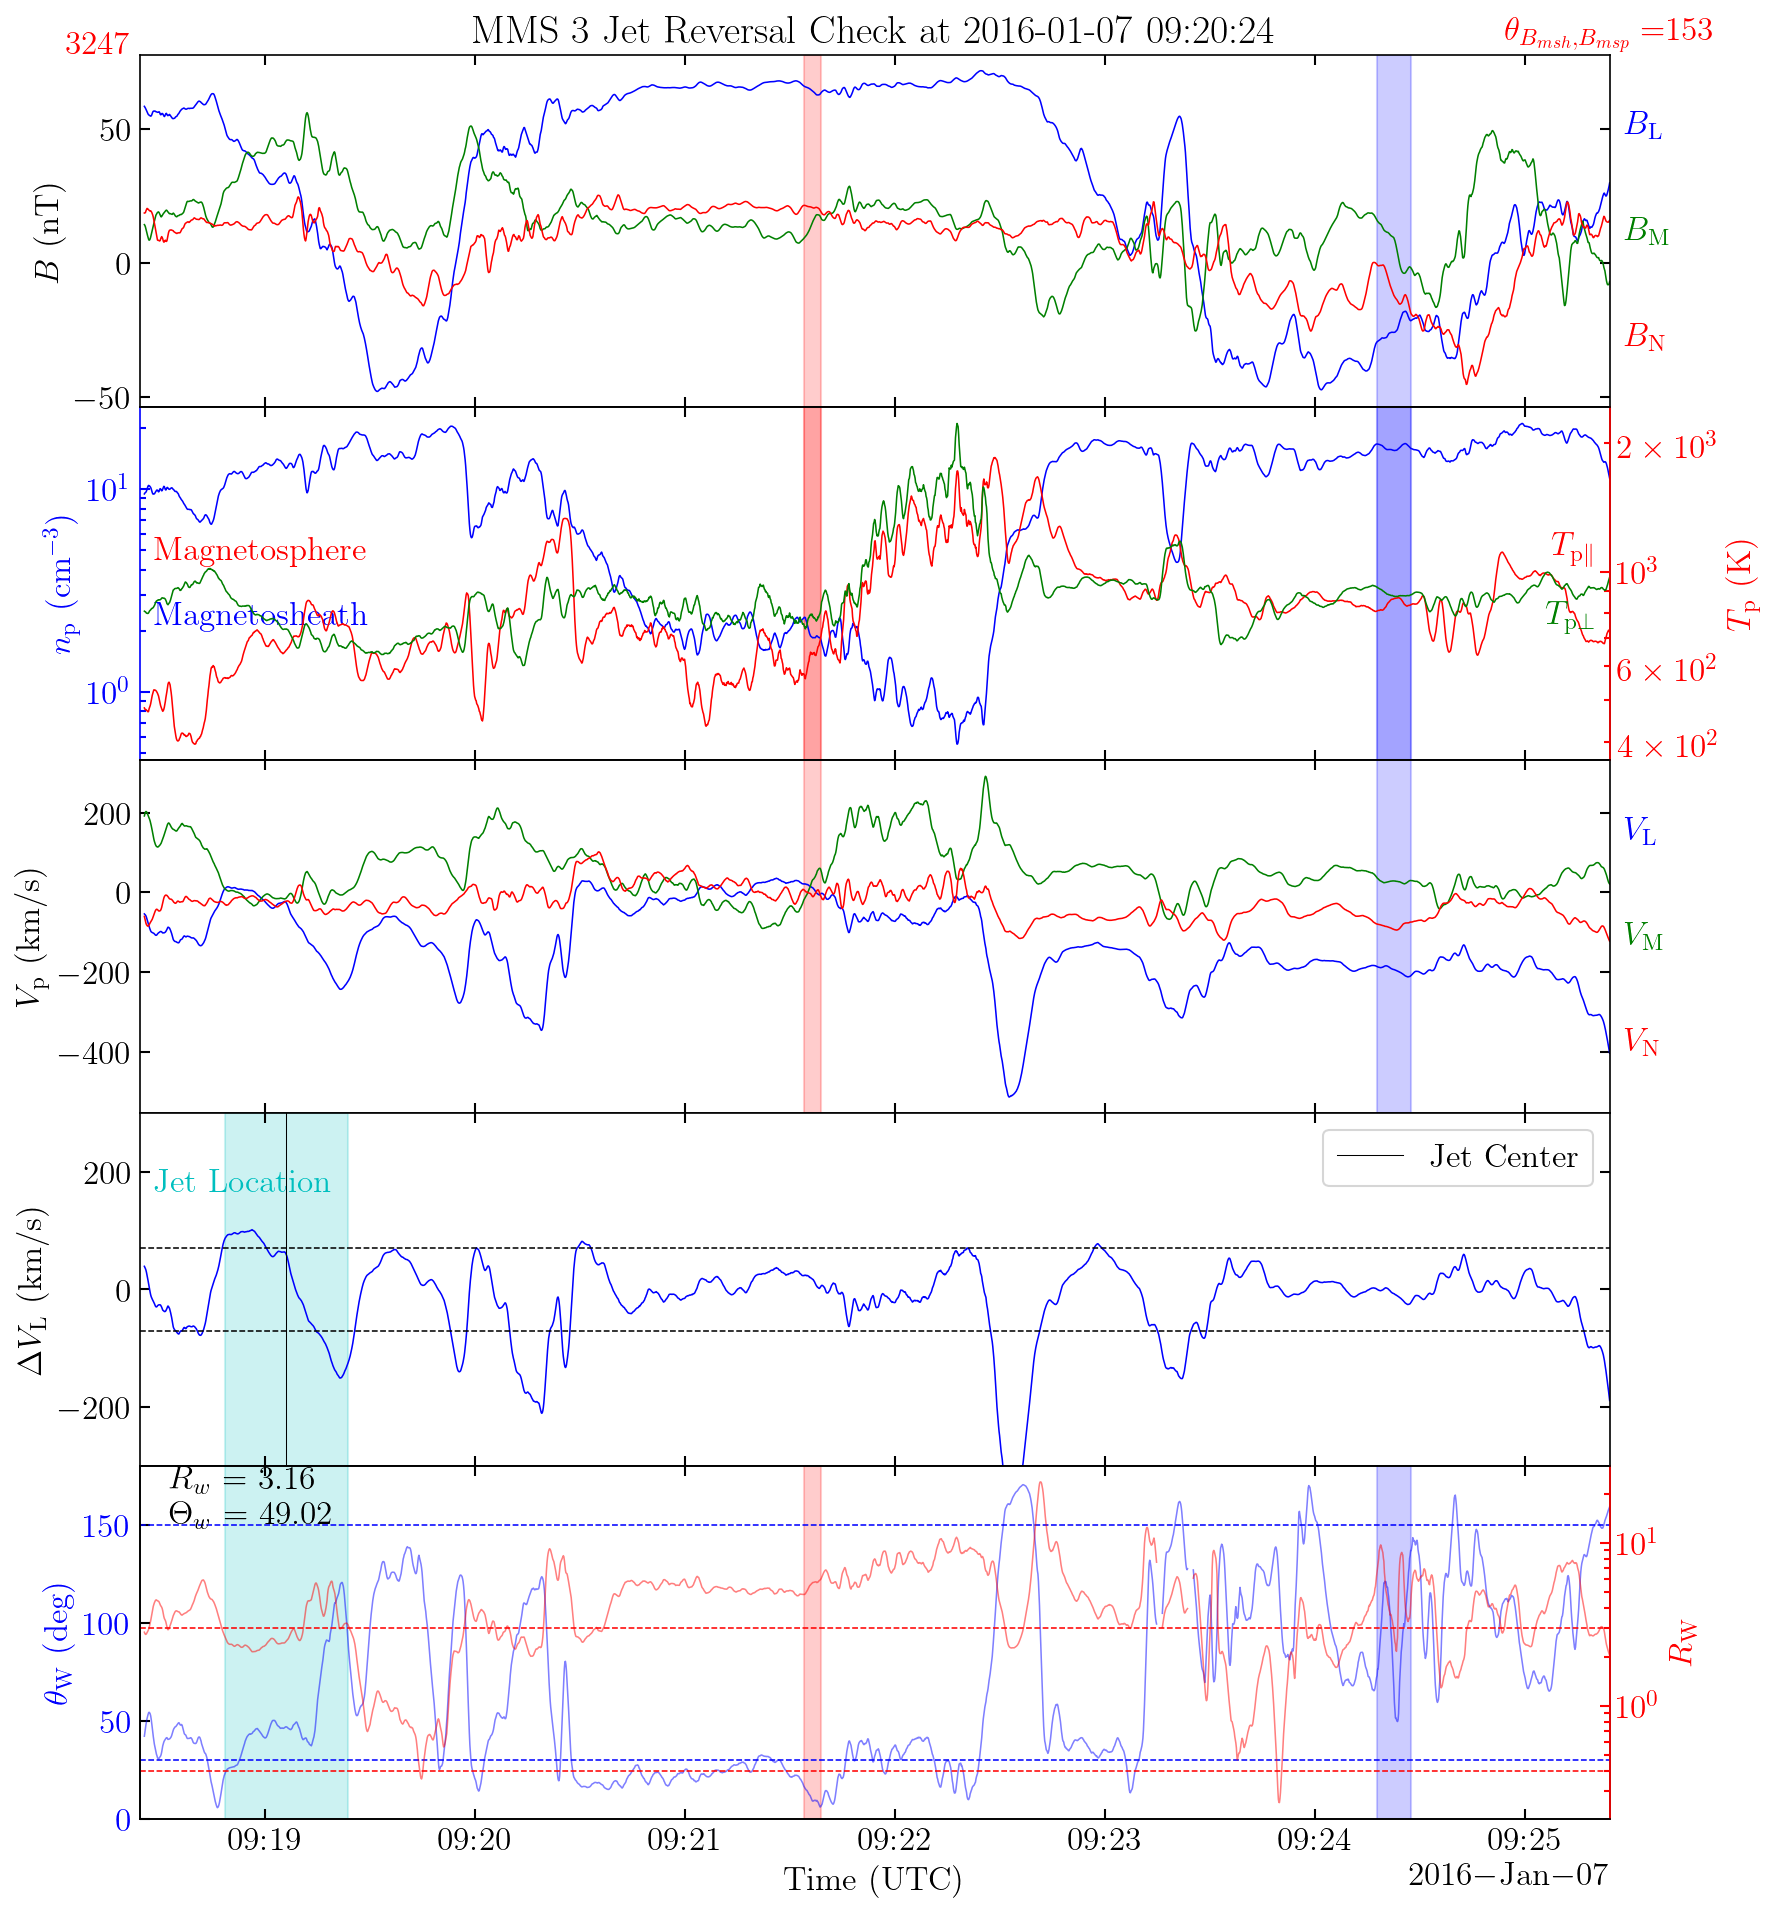 MMS 3 Jet Reversal Check at 2016-01-07 09:20:24
3247
θ_{B_{msh},B_{msp}} =153
B (nT)
50
0
−50
B_L
B_M
B_N
n_p (cm^{−3})
10^1
10^0
Magnetosphere
Magnetosheath
T_{p∥}
T_{p⊥}
2 × 10^3
10^3
6 × 10^2
4 × 10^2
T_p (K)
V_p (km/s)
200
0
−200
−400
V_L
V_M
V_N
ΔV_L (km/s)
200
0
−200
Jet Location
Jet Center
R_w = 3.16
Θ_w = 49.02
θ_W (deg)
150
100
50
0
10^1
10^0
R_W
09:19 09:20 09:21 09:22 09:23 09:24 09:25
Time (UTC)
2016−Jan−07